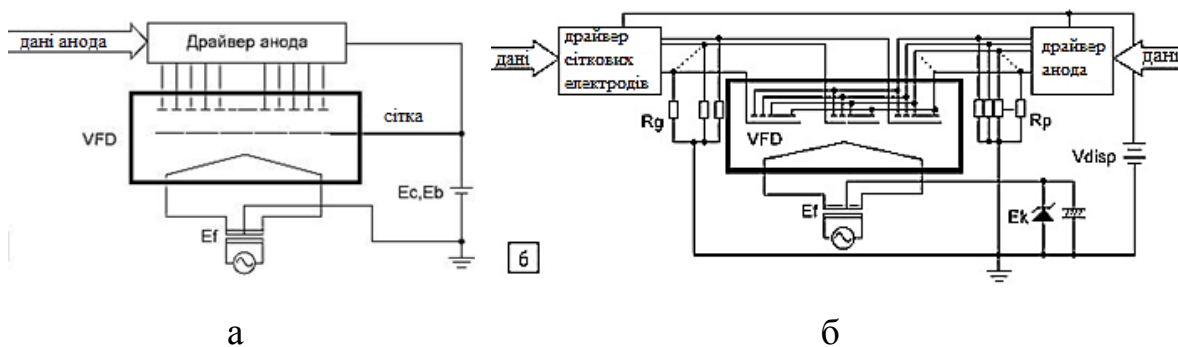 дані анода
Драйвер анода
сітка
VFD
Ec,Eb
Ef
а
дані
драйвер
сіткових
електродів
драйвер
анода
дані
Rg
VFD
Rp
Vdisp
Ef
Ek
б
б